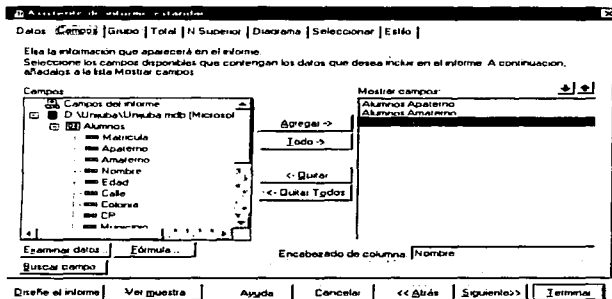 Asistente de informe estándar
Datos Campos Grupo Total N Superior Diagrama Seleccionar Estilo
Elija la información que aparecerá en el informe.
Seleccione los campos disponibles que contengan los datos que desea incluir en el informe. A continuación,
añádalos a la lista Mostrar campos
Campos
Mostrar campos:
Campos del informe
D:\Uniuba\Uniuba.mdb (Microsof
Alumnos
Matricula
Apaterno
Amaterno
Nombre
Edad
Calle
Colonia
CP
Municipio
Agregar ->
Todo ->
<- Quitar
<- Quitar Todos
Alumnos Apaterno
Alumnos Amaterno
Examinar datos...
Fórmula...
Buscar campo
Encabezado de columna: Nombre
Diseñe el informe Ver muestra Ayuda Cancelar << Atrás Siguiente>> Terminar